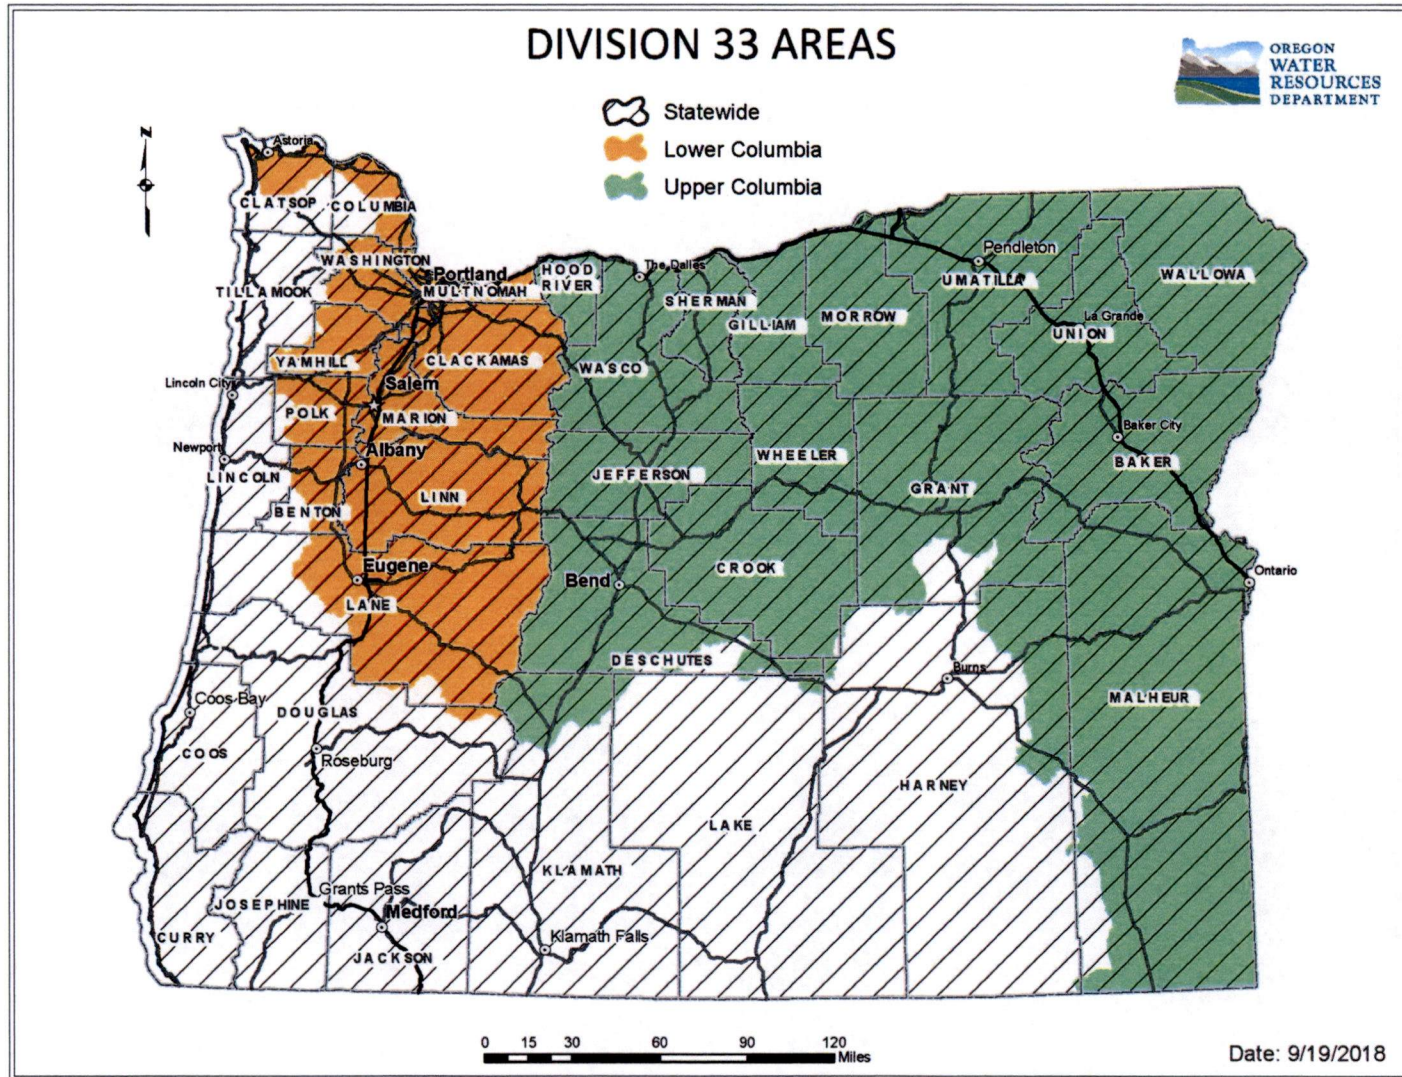 DIVISION 33 AREAS
OREGON
WATER
RESOURCES
DEPARTMENT
Statewide
Lower Columbia
Upper Columbia
N
Astoria
CLATSOP
COLUMBIA
WASHINGTON
Portland
MULTNOMAH
HOOD
RIVER
The Dalles
SHERMAN
GILLIAM
MORROW
Pendleton
UMATILLA
WALLOWA
La Grande
UNION
TILLAMOOK
YAMHILL
CLACKAMAS
WASCO
Lincoln City
Salem
POLK
MARION
Newport
Albany
LINCOLN
LINN
BENTON
JEFFERSON
WHEELER
GRANT
Baker City
BAKER
Eugene
LANE
Bend
CROOK
Ontario
DESCHUTES
Burns
MALHEUR
Coos Bay
DOUGLAS
COOS
Roseburg
HARNEY
LAKE
KLAMATH
Grants Pass
JOSEPHINE
Medford
CURRY
JACKSON
Klamath Falls
0 15 30 60 90 120
Miles
Date: 9/19/2018